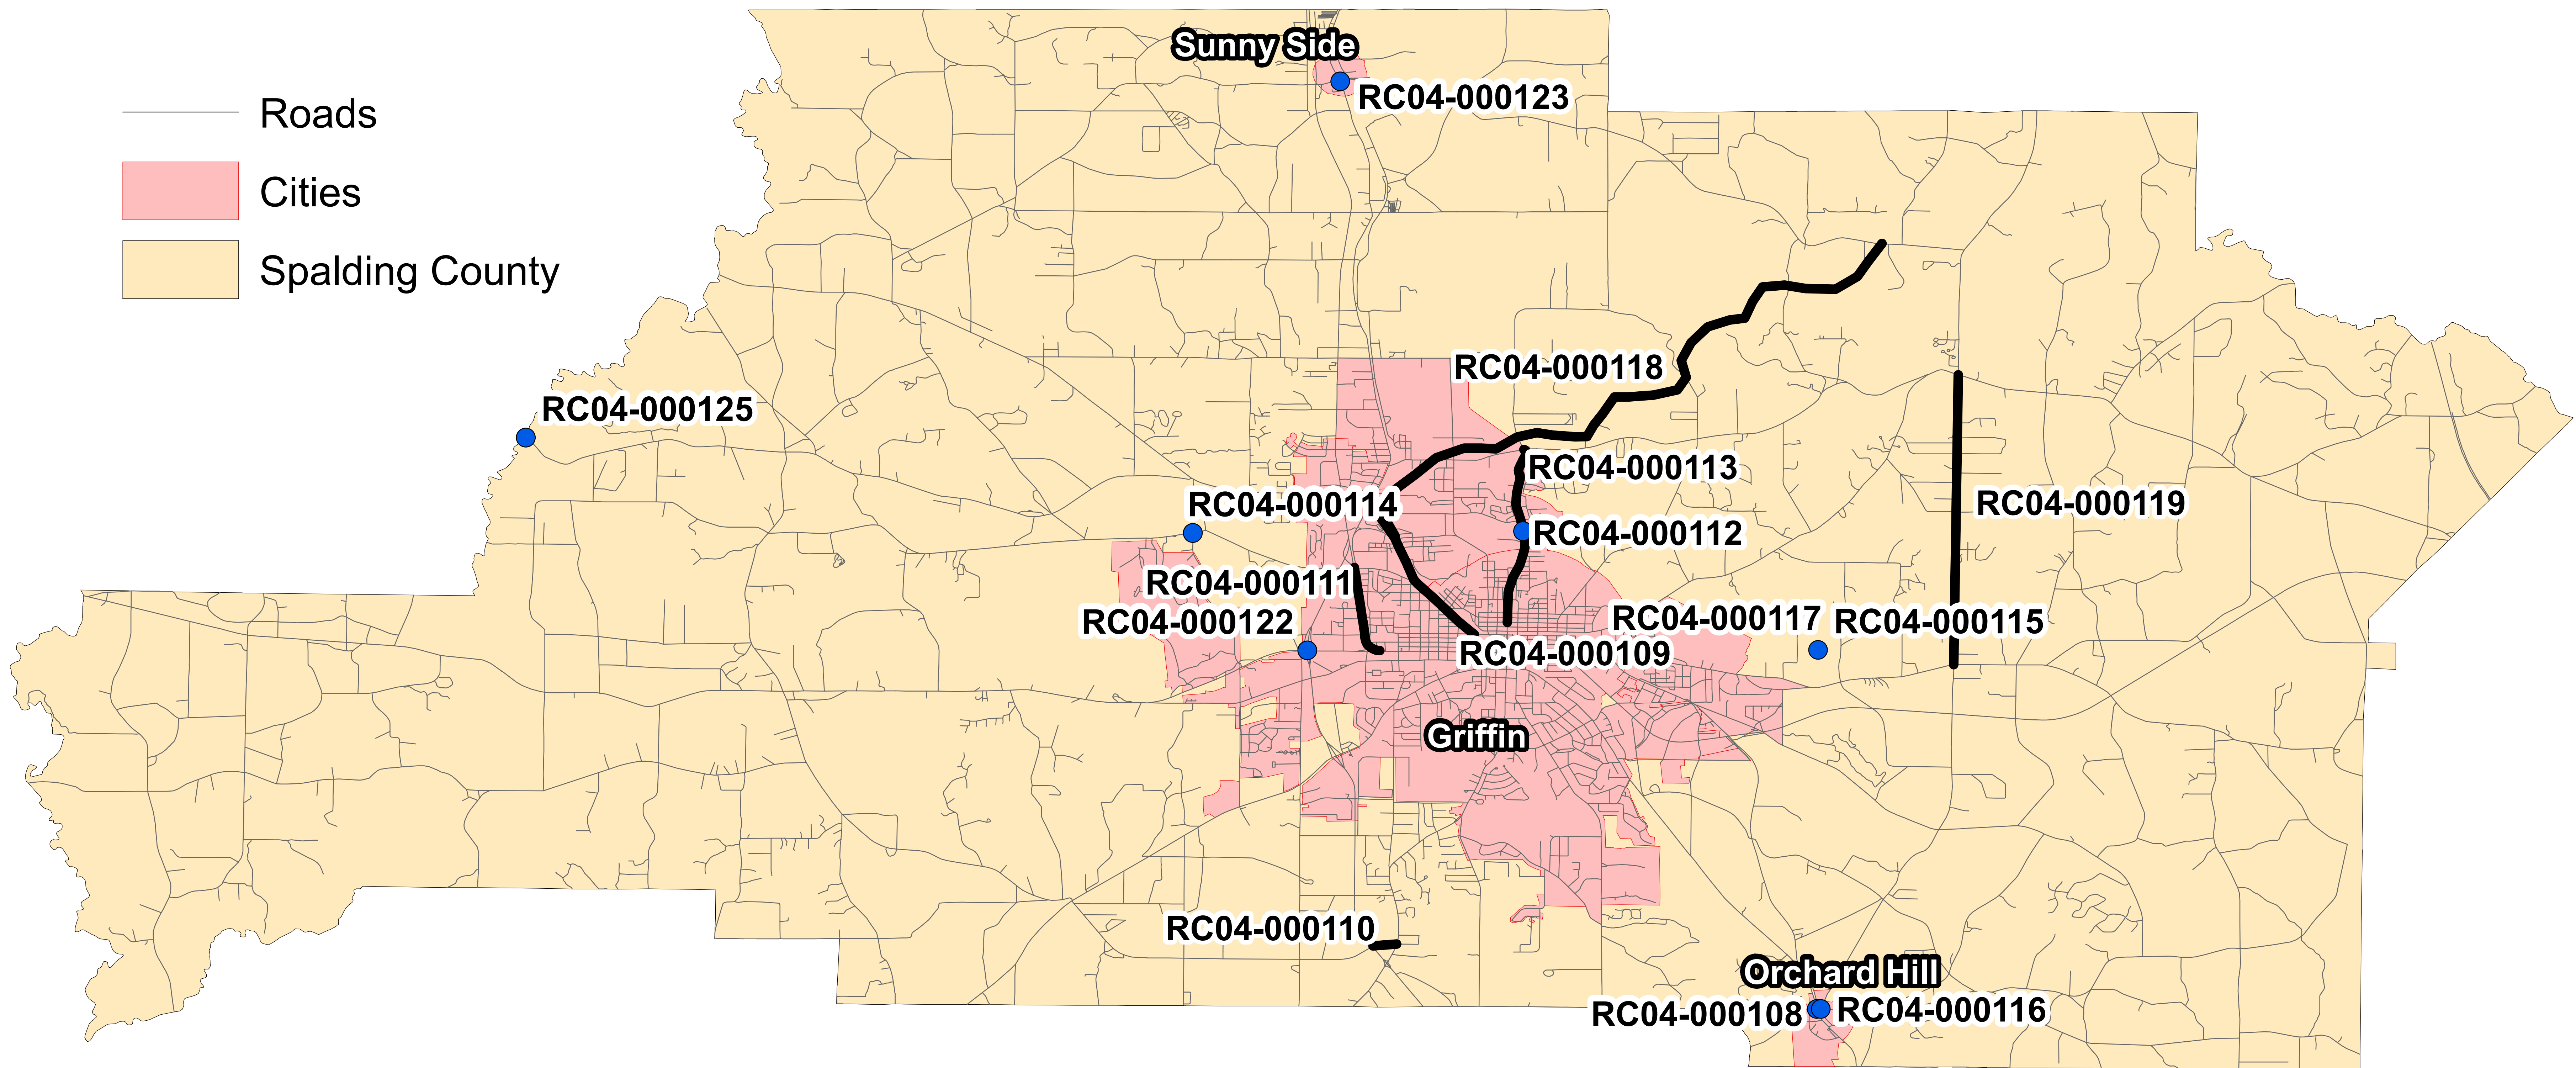 Sunny Side
RC04-000123
Roads
Cities
Spalding County
RC04-000118
RC04-000125
RC04-000113
RC04-000114
RC04-000119
RC04-000112
RC04-000111
RC04-000122
RC04-000117
RC04-000115
RC04-000109
Griffin
RC04-000110
Orchard Hill
RC04-000108
RC04-000116